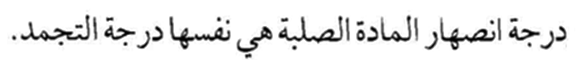 درجة انصهار المادة الصلبة هي نفسها درجة التجمد.